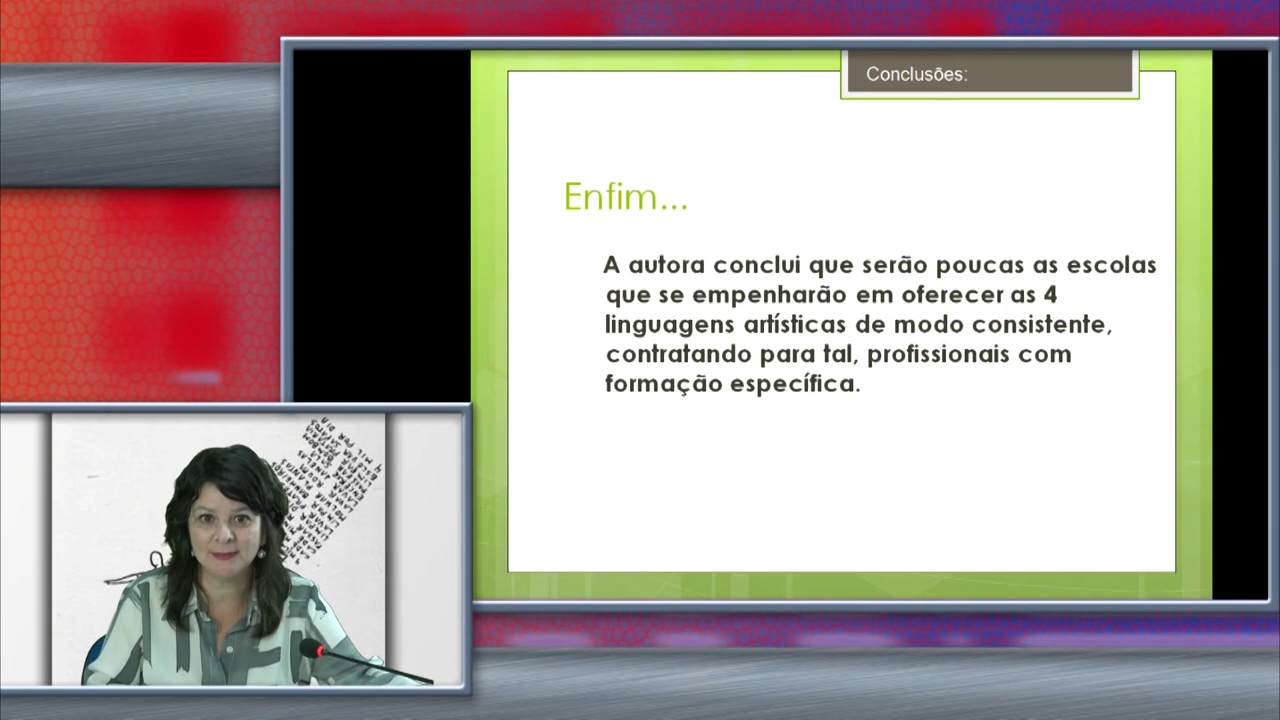 Conclusões:
Enfim...
A autora conclui que serão poucas as escolas
que se empenharão em oferecer as 4
linguagens artísticas de modo consistente,
contratando para tal, profissionais com
formação específica.